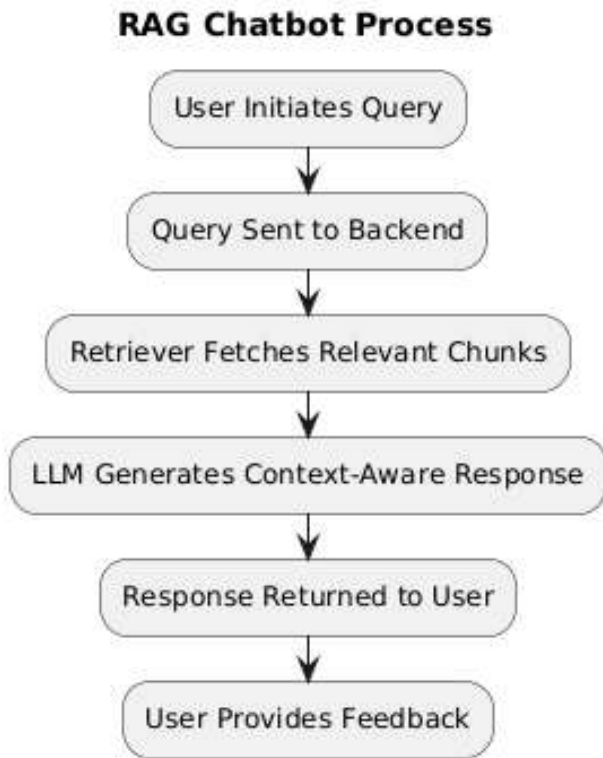 RAG Chatbot Process
User Initiates Query
Query Sent to Backend
Retriever Fetches Relevant Chunks
LLM Generates Context-Aware Response
Response Returned to User
User Provides Feedback